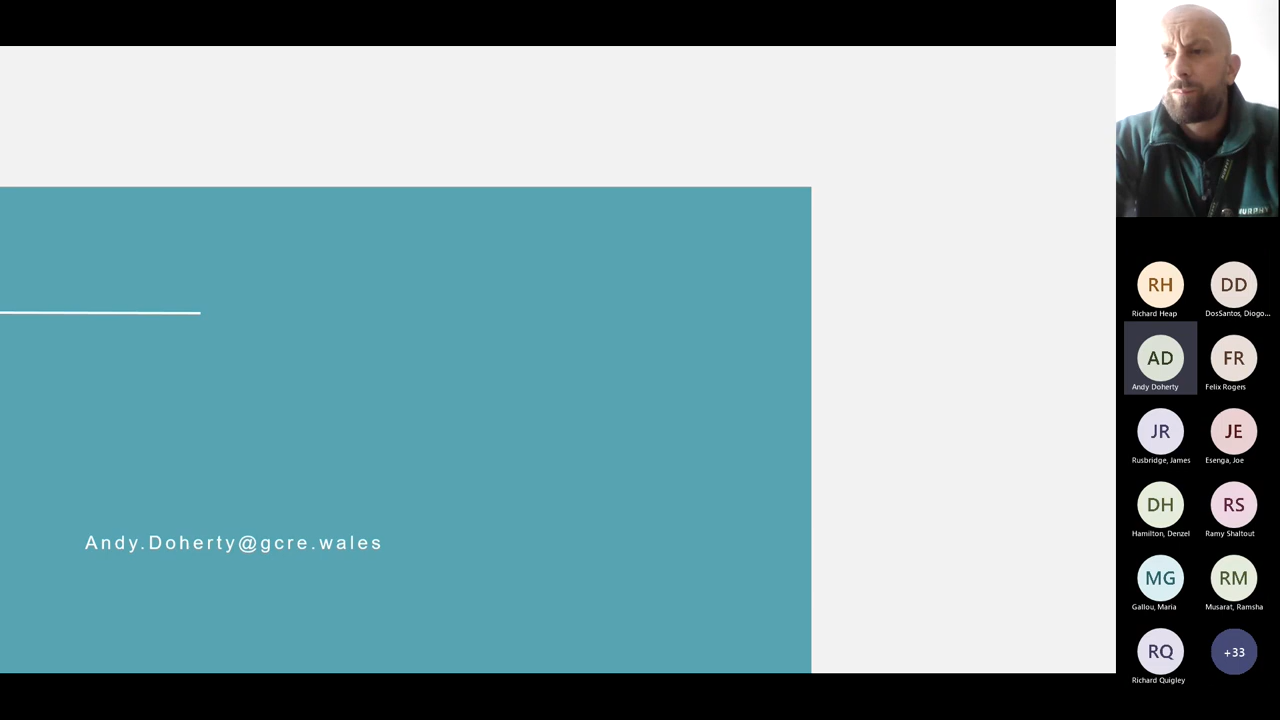 Andy.Doherty@gcre.wales
MURPHY
RH
DD
Richard Heap
DosSantos, Diogo...
AD
FR
Andy Doherty
Felix Rogers
JR
JE
Rusbridge, James
Esenga, Joe
DH
RS
Hamilton, Denzel
Ramy Shaltout
MG
RM
Gallou, Maria
Musarat, Ramsha
RQ
+33
Richard Quigley